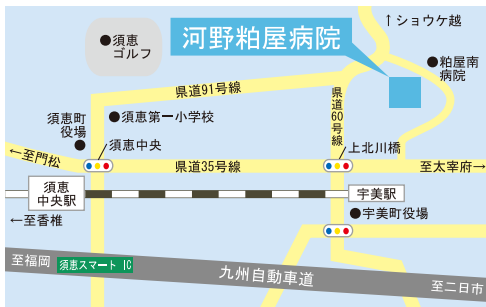 ↑ショウケ越
河野粕屋病院
須恵
ゴルフ
粕屋南
病院
県道91号線
県道60号線
須恵町
役場
須恵第一小学校
須恵中央
上北川橋
←至門松
県道35号線
至太宰府→
須恵
中央駅
宇美駅
←至香椎
宇美町役場
至福岡
須恵スマート IC
九州自動車道
至二日市